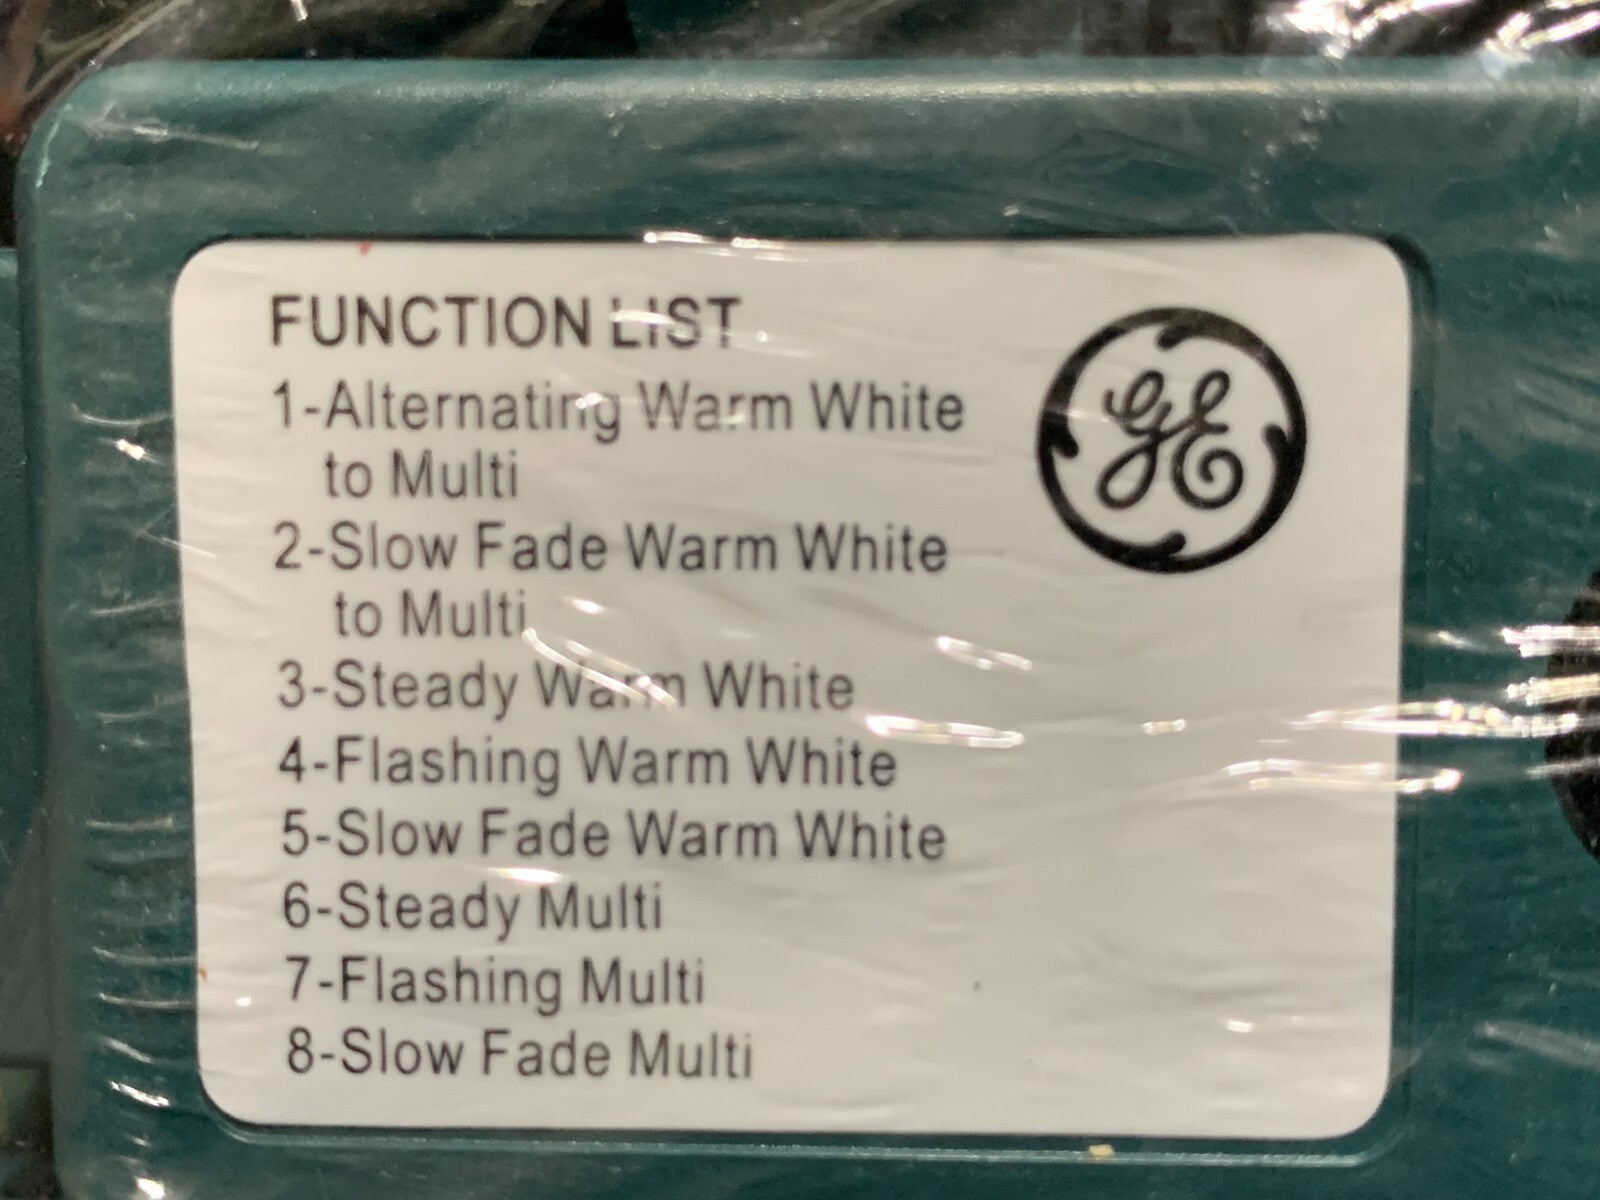 FUNCTION LIST
1-Alternating Warm White
to Multi
2-Slow Fade Warm White
to Multi
3-Steady Warm White
4-Flashing Warm White
5-Slow Fade Warm White
6-Steady Multi
7-Flashing Multi
8-Slow Fade Multi
GE